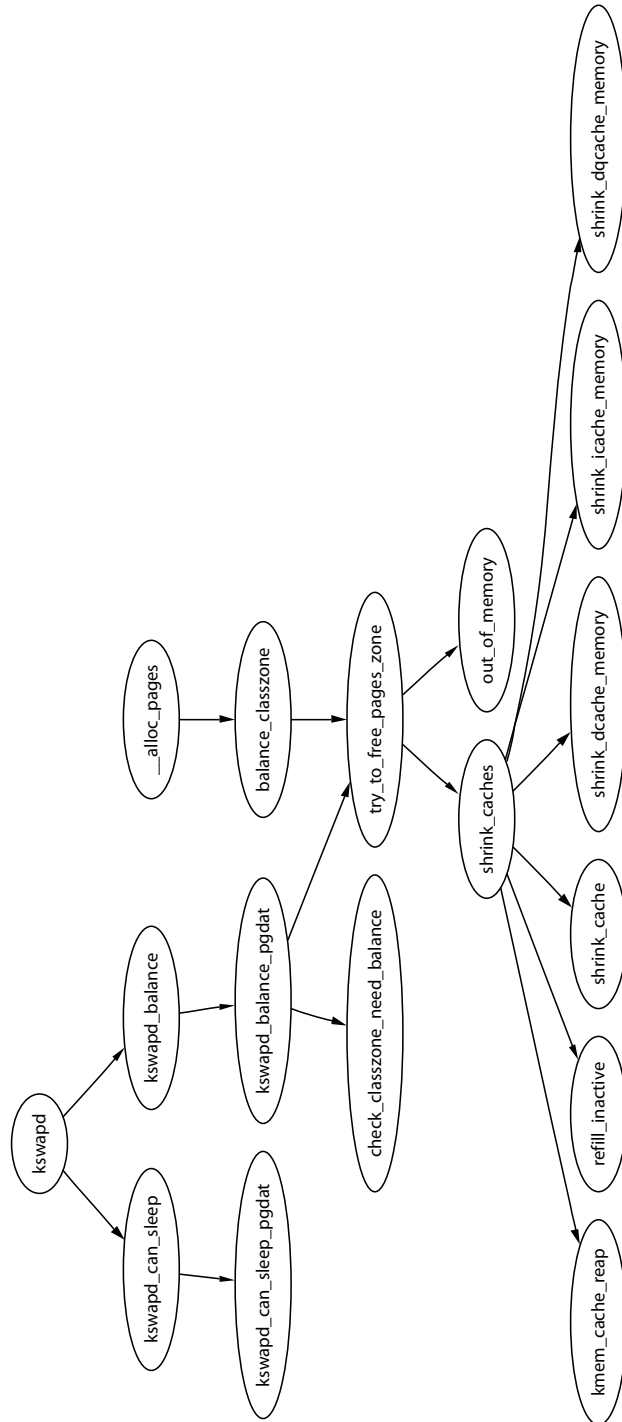 kswapd
kswapd_can_sleep
kswapd_balance
__alloc_pages
kswapd_can_sleep_pgdat
kswapd_balance_pgdat
balance_classzone
check_classzone_need_balance
try_to_free_pages_zone
shrink_caches
out_of_memory
kmem_cache_reap
refill_inactive
shrink_cache
shrink_dcache_memory
shrink_icache_memory
shrink_dqcache_memory